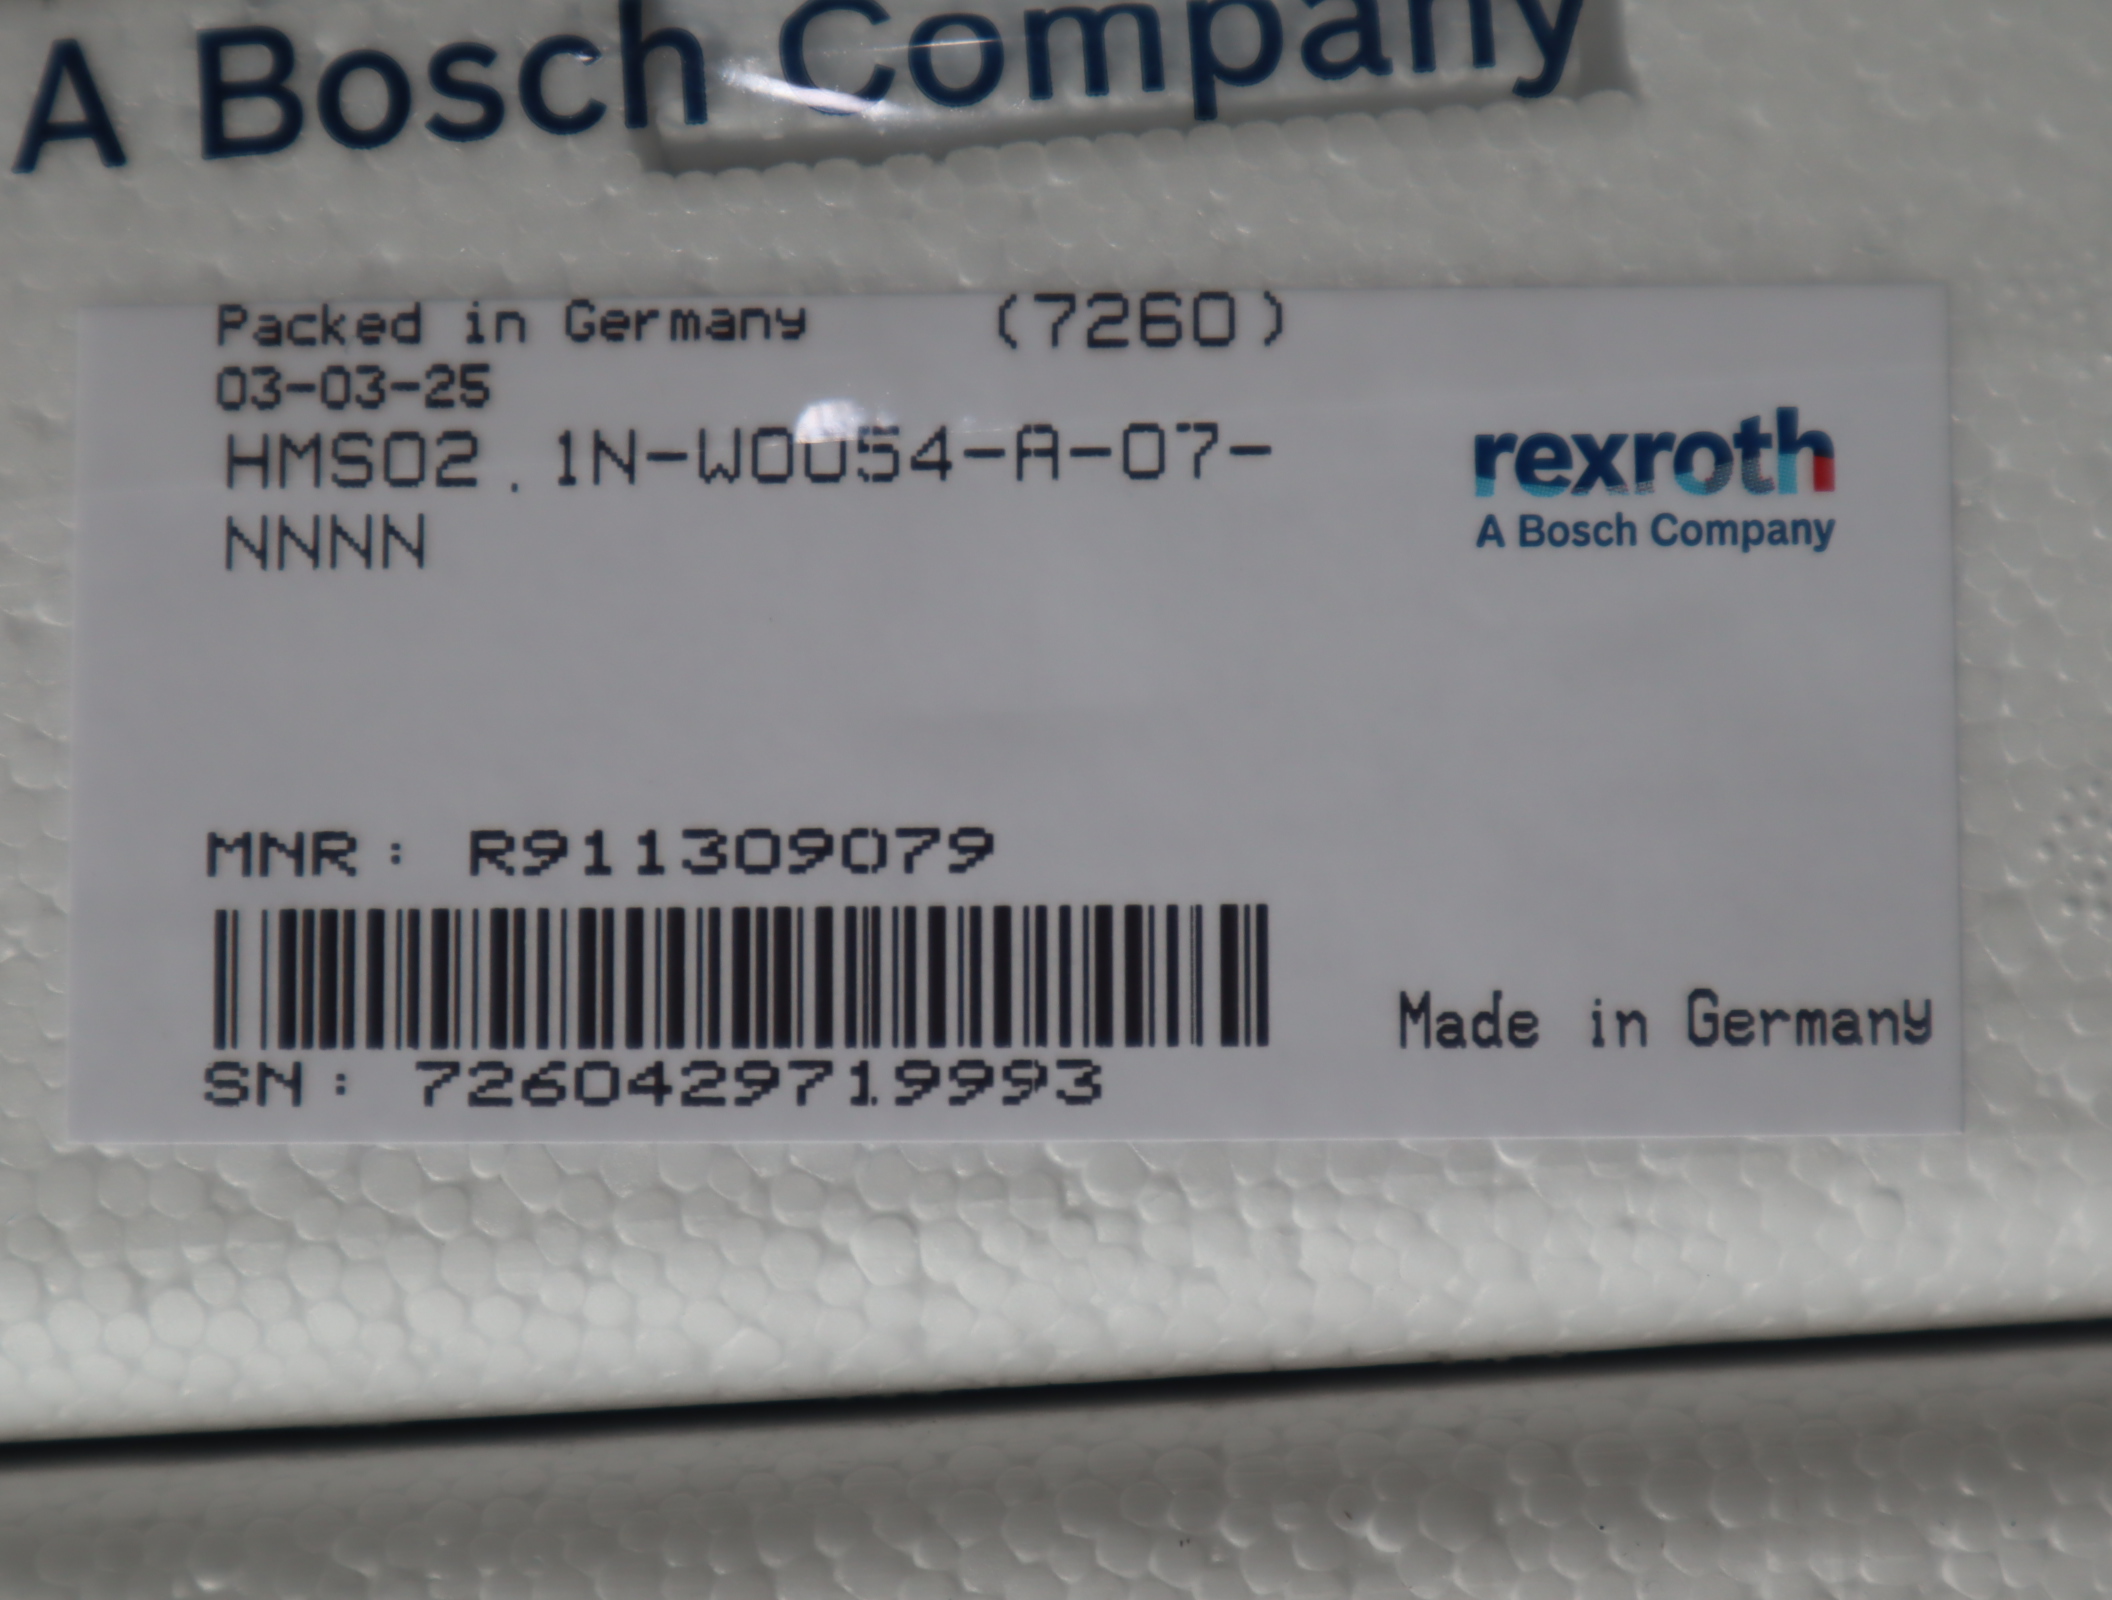 A Bosch Company
Packed in Germany (7260)
03-03-25
HMS02.1N-W0054-A-07-
NNNN
rexroth
A Bosch Company
MNR: R911309079
Made in Germany
SN: 7260429719993